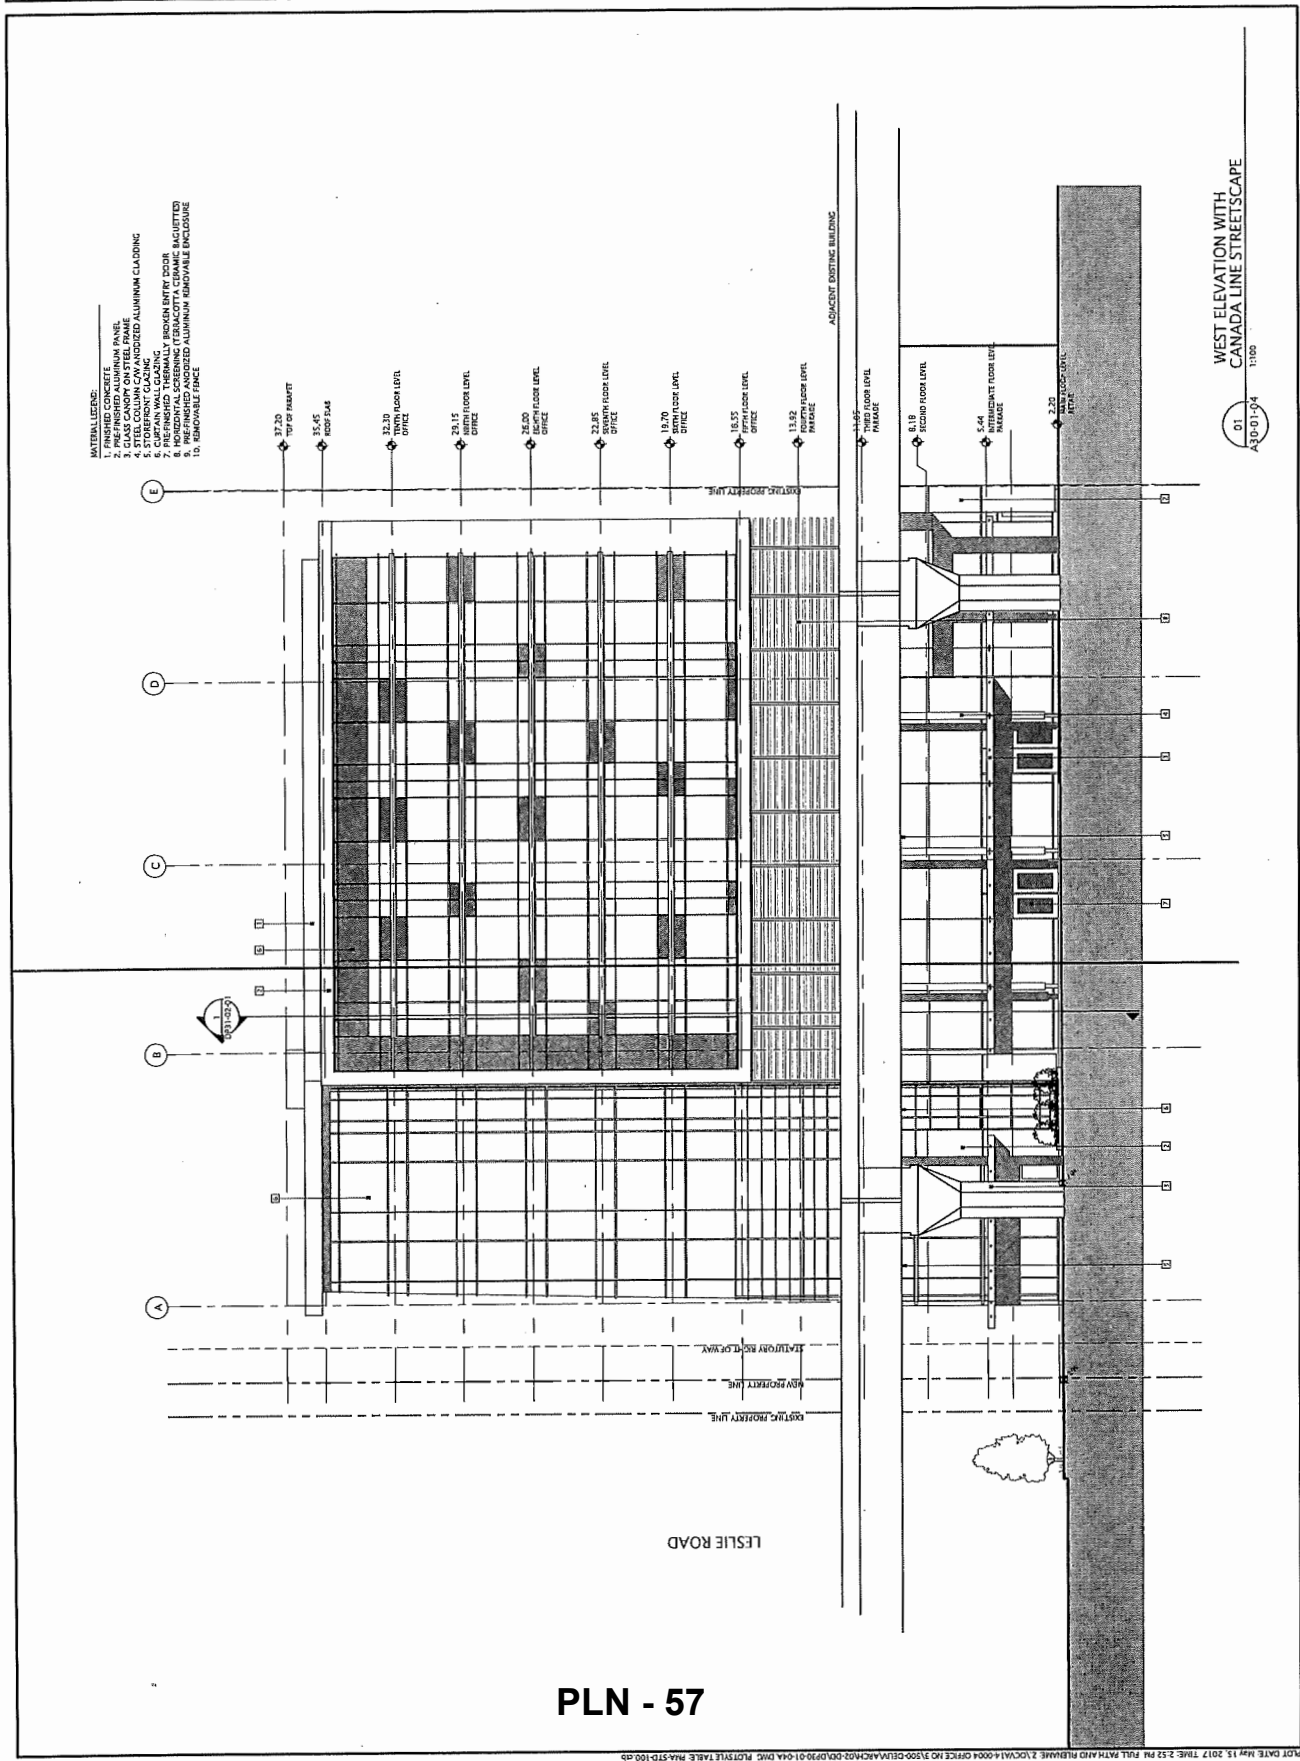 MATERIAL LEGEND:
1. FINISHED CONCRETE
2. PRE-FINISHED ALUMINUM PANEL
3. GLASS CANOPY ON STEEL FRAME
4. STEEL COLUMN C/W ANODIZED ALUMINUM CLADDING
5. STOREFRONT GLAZING
6. CURTAIN WALL GLAZING
7. PRE-FINISHED THERMALLY BROKEN ENTRY DOOR
8. HORIZONTAL SCREENING (TERRACOTTA CERAMIC BAGUETTES)
9. PRE-FINISHED ANODIZED ALUMINUM REMOVABLE ENCLOSURE
10. REMOVABLE FENCE
37.20
TOP OF PARAPET
35.45
ROOF SLAB
32.30
TENTH FLOOR LEVEL
OFFICE
29.15
NINTH FLOOR LEVEL
OFFICE
26.00
EIGHTH FLOOR LEVEL
OFFICE
22.85
SEVENTH FLOOR LEVEL
OFFICE
19.70
SIXTH FLOOR LEVEL
OFFICE
16.55
FIFTH FLOOR LEVEL
OFFICE
13.92
FOURTH FLOOR LEVEL
PARKADE
THIRD FLOOR LEVEL
PARKADE
8.18
SECOND FLOOR LEVEL
5.44
INTERMEDIATE FLOOR LEVEL
PARKADE
2.20
MAIN FLOOR LEVEL
RETAIL
ADJACENT EXISTING BUILDING
A
B
C
D
E
1
DP31-02-01
EXISTING PROPERTY LINE
STATUTORY RIGHT OF WAY
NEW PROPERTY LINE
EXISTING PROPERTY LINE
LESLIE ROAD
01
A30-01-04
WEST ELEVATION WITH
CANADA LINE STREETSCAPE
1:100
PLN - 57